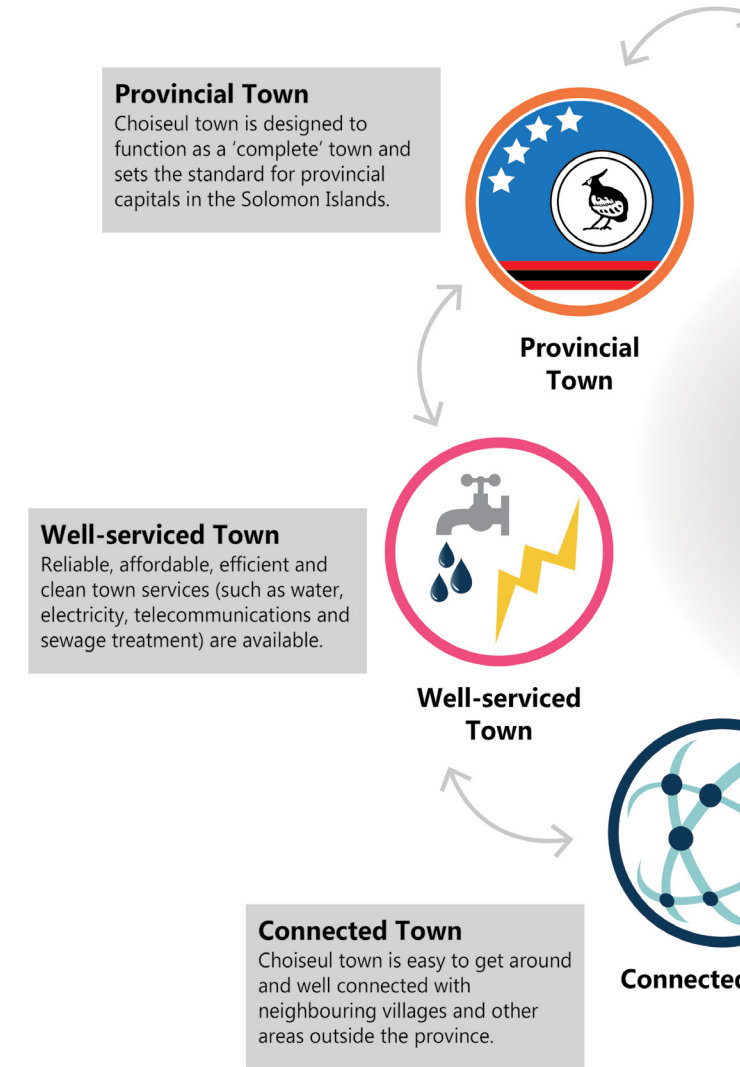 Provincial Town
Choiseul town is designed to
function as a ‘complete’ town and
sets the standard for provincial
capitals in the Solomon Islands.
Provincial
Town
Well-serviced Town
Reliable, affordable, efficient and
clean town services (such as water,
electricity, telecommunications and
sewage treatment) are available.
Well-serviced
Town
Connected Town
Choiseul town is easy to get around
and well connected with
neighbouring villages and other
areas outside the province.